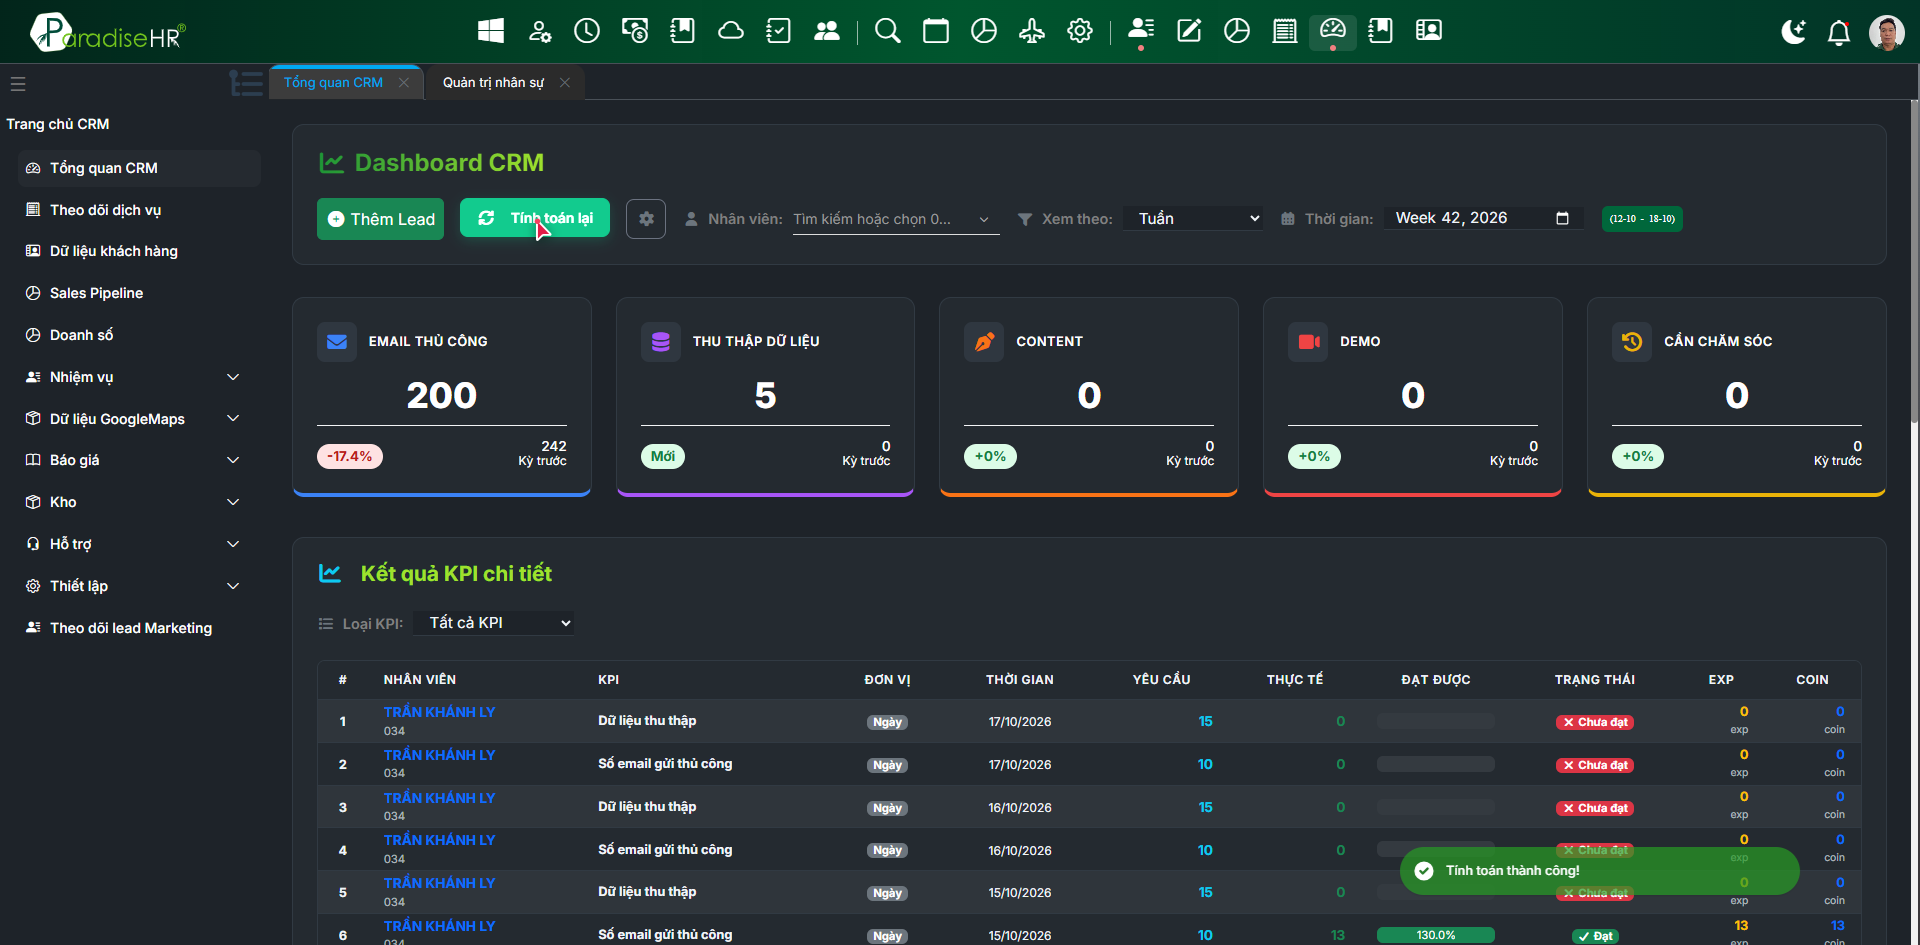 ParadiseHR®
Tổng quan CRM
Quản trị nhân sự
Trang chủ CRM
Tổng quan CRM
Theo dõi dịch vụ
Dữ liệu khách hàng
Sales Pipeline
Doanh số
Nhiệm vụ
Dữ liệu GoogleMaps
Báo giá
Kho
Hỗ trợ
Thiết lập
Theo dõi lead Marketing
Dashboard CRM
Thêm Lead
Tính toán lại
Nhân viên:
Tìm kiếm hoặc chọn 0...
Xem theo:
Tuần
Thời gian:
Week 42, 2026
(12-10 - 18-10)
EMAIL THỦ CÔNG
200
-17.4%
242
Kỳ trước
THU THẬP DỮ LIỆU
5
Mới
0
Kỳ trước
CONTENT
0
+0%
0
Kỳ trước
DEMO
0
+0%
0
Kỳ trước
CẦN CHĂM SÓC
0
+0%
0
Kỳ trước
Kết quả KPI chi tiết
Loại KPI:
Tất cả KPI
# NHÂN VIÊN KPI ĐƠN VỊ THỜI GIAN YÊU CẦU THỰC TẾ ĐẠT ĐƯỢC TRẠNG THÁI EXP COIN
1 TRẦN KHÁNH LY Dữ liệu thu thập Ngày 17/10/2026 15 0 Chưa đạt 0 0
034 exp coin
2 TRẦN KHÁNH LY Số email gửi thủ công Ngày 17/10/2026 10 0 Chưa đạt 0 0
034 exp coin
3 TRẦN KHÁNH LY Dữ liệu thu thập Ngày 16/10/2026 15 0 Chưa đạt 0 0
034 exp coin
4 TRẦN KHÁNH LY Số email gửi thủ công Ngày 16/10/2026 10 0 Chưa đạt 0 0
034 exp coin
5 TRẦN KHÁNH LY Dữ liệu thu thập Ngày 15/10/2026 15 0 Chưa đạt 0 0
034 exp coin
6 TRẦN KHÁNH LY Số email gửi thủ công Ngày 15/10/2026 10 13 130.0% Đạt 13 13
034 exp coin
Tính toán thành công!